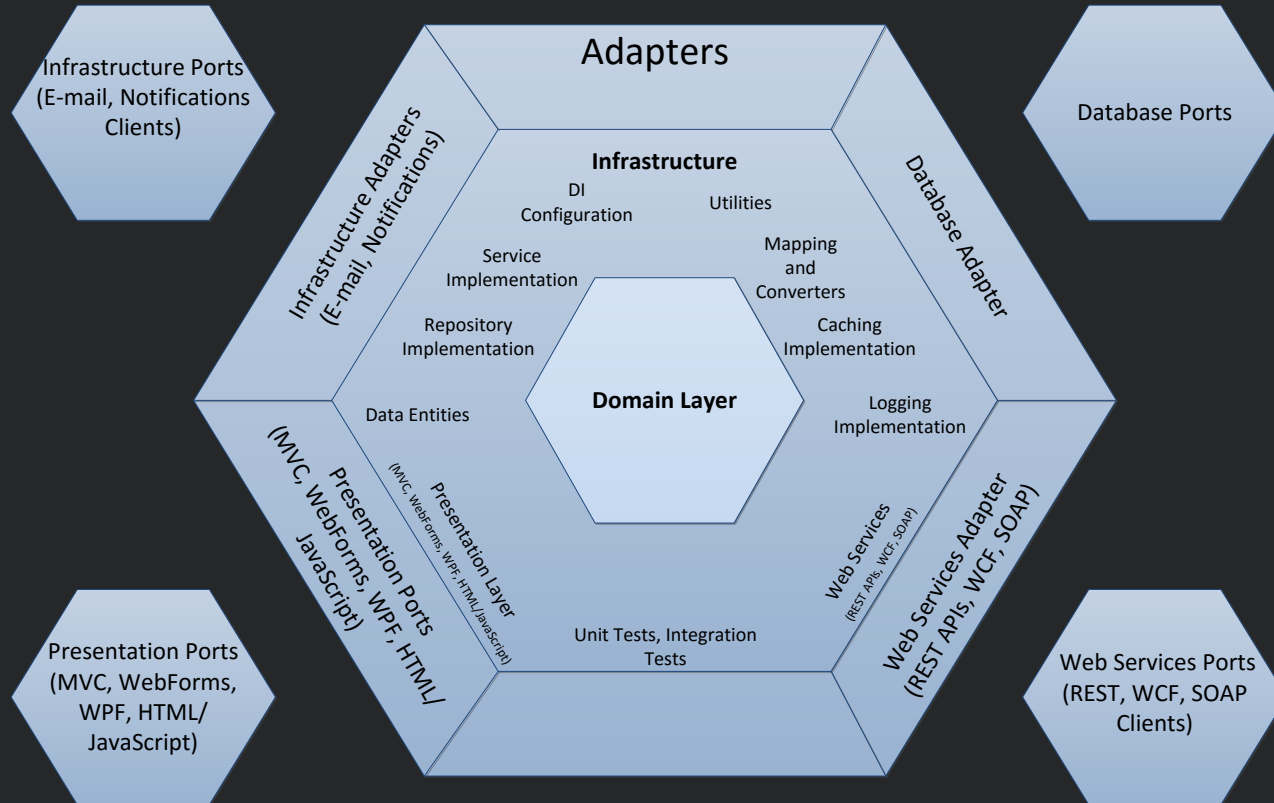 Adapters
Infrastructure Ports
(E-mail, Notifications
Clients)
Database Ports
Infrastructure Adapters
(E-mail, Notifications)
Database Adapter
Infrastructure
DI
Configuration
Utilities
Service
Implementation
Mapping
and
Converters
Repository
Implementation
Caching
Implementation
Domain Layer
Data Entities
Logging
Implementation
Presentation Ports
(MVC, WebForms, WPF, HTML/
JavaScript)
Presentation Layer
(MVC, WebForms, WPF, HTML/JavaScript)
Web Services
(REST APIs, WCF, SOAP)
Web Services Adapter
(REST APIs, WCF, SOAP)
Unit Tests, Integration
Tests
Presentation Ports
(MVC, WebForms,
WPF, HTML/
JavaScript)
Web Services Ports
(REST, WCF, SOAP
Clients)